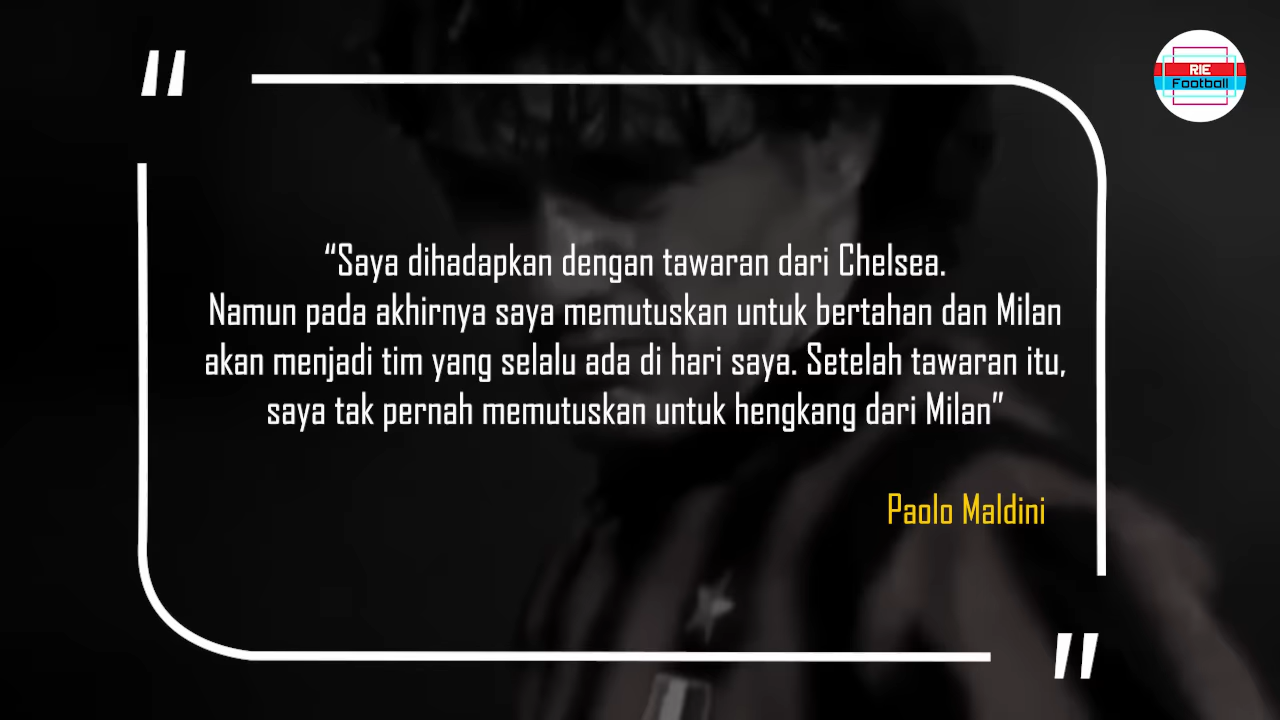 RIE
Football
“Saya dihadapkan dengan tawaran dari Chelsea.
Namun pada akhirnya saya memutuskan untuk bertahan dan Milan
akan menjadi tim yang selalu ada di hari saya. Setelah tawaran itu,
saya tak pernah memutuskan untuk hengkang dari Milan”
Paolo Maldini